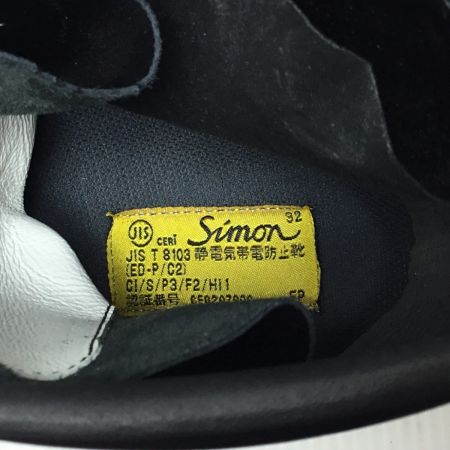 JIS CERI Simon 32
JIS T 8103 静電気帯電防止靴
(ED-P/C2)
CI/S/P3/F2/HI1
認証番号